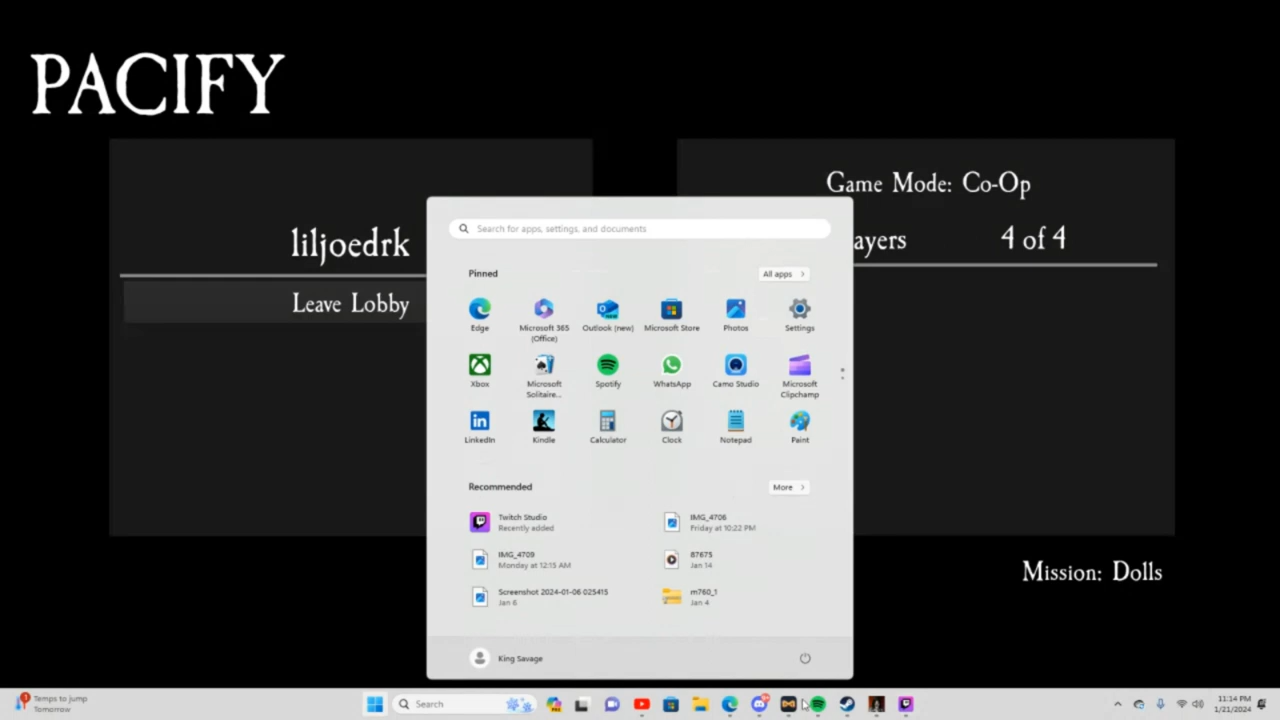 PACIFY
Game Mode: Co-Op
liljoedrk
ayers 4 of 4
Leave Lobby
Search for apps, settings, and documents
Pinned
All apps >
Edge
Microsoft 365
(Office)
Outlook (new)
Microsoft Store
Photos
Settings
Xbox
Microsoft
Solitaire...
Spotify
WhatsApp
Camo Studio
Microsoft
Clipchamp
LinkedIn
Kindle
Calculator
Clock
Notepad
Paint
Recommended
More >
Twitch Studio
Recently added
IMG_4706
Friday at 10:22 PM
IMG_4709
Monday at 12:15 AM
87675
Jan 14
Screenshot 2024-01-06 025415
Jan 6
m760_1
Jan 4
Mission: Dolls
King Savage
Temps to jump
Tomorrow
Search
11:14 PM
1/21/2024